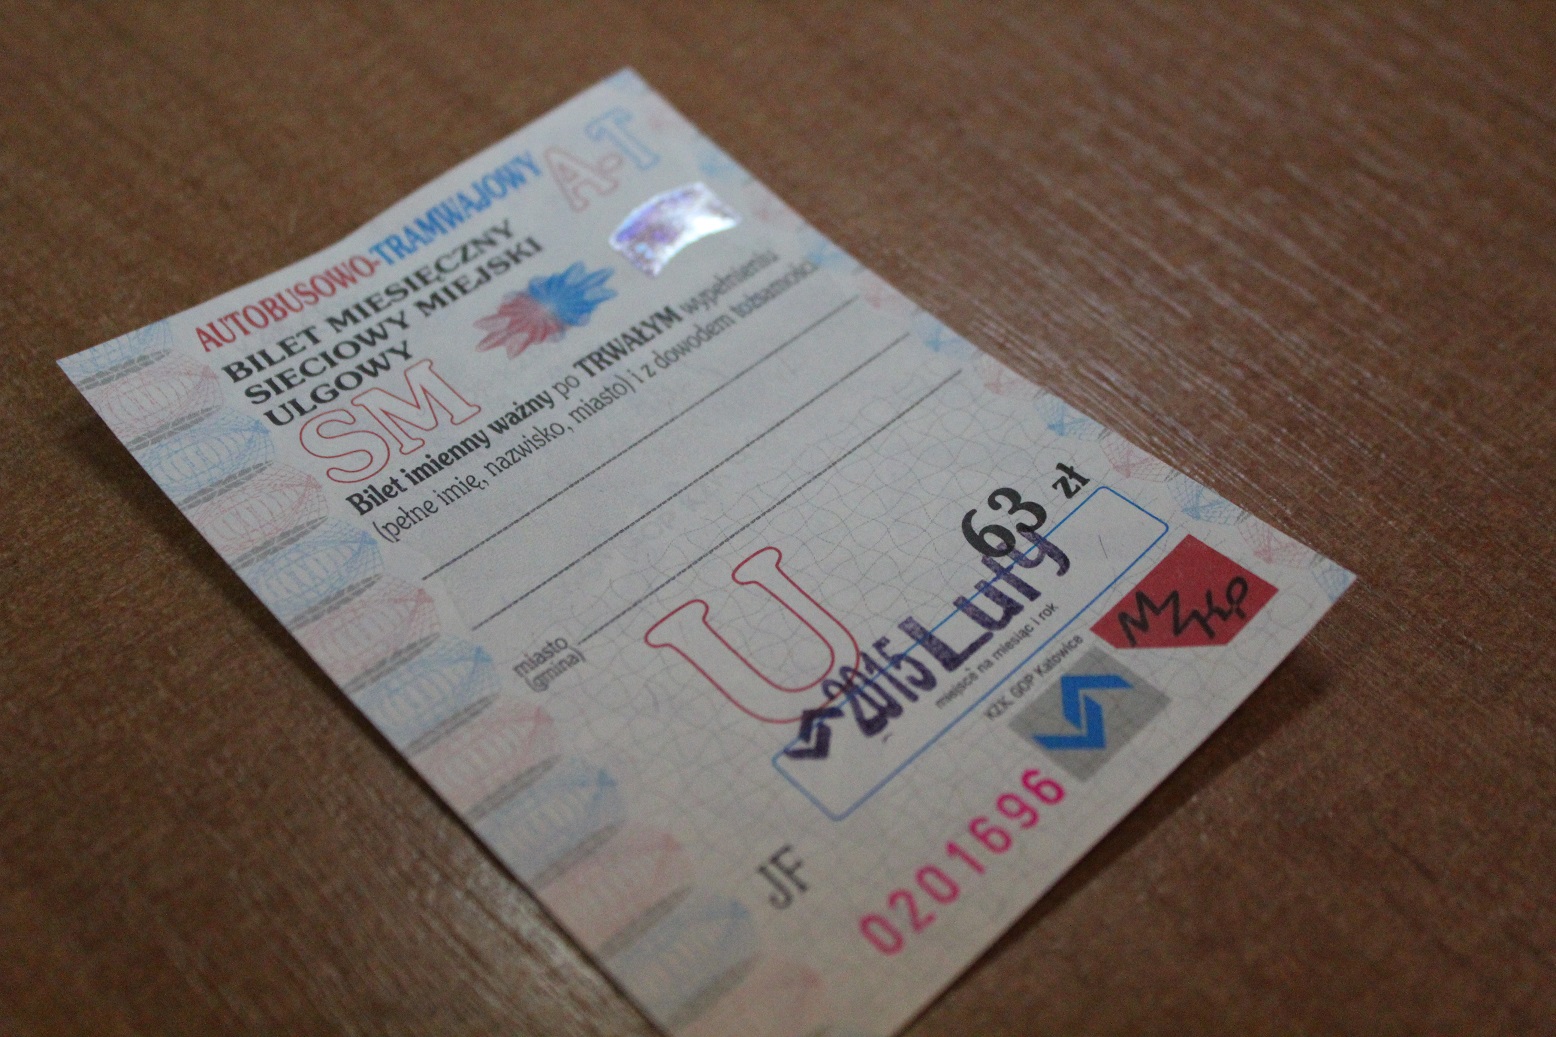 A-T
AUTOBUSOWO-TRAMWAJOWY
BILET MIESIĘCZNY
SIECIOWY MIEJSKI
ULGOWY
SM
Bilet imienny ważny po TRWAŁYM wypełnieniu
(pełne imię, nazwisko, miasto) i z dowodem tożsamości
miasto
(gmina)
U
63 zł
2015 Luty
miejsce na miesiąc i rok
KZK GOP Katowice
MZKP
JF
0201696